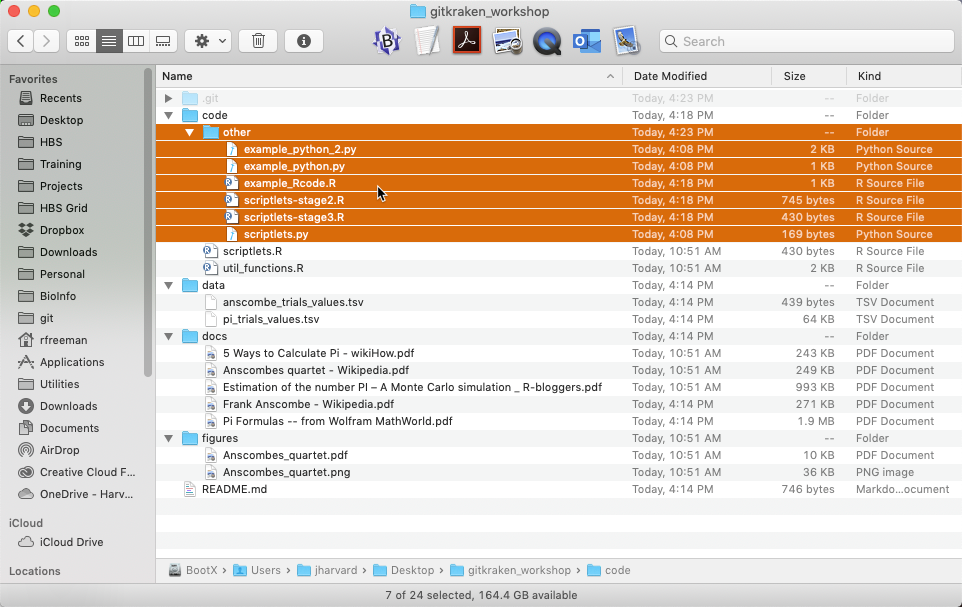 gitkraken_workshop
Search
Favorites
Recents
Desktop
HBS
Training
Projects
HBS Grid
Dropbox
Downloads
Personal
BioInfo
git
rfreeman
Applications
Utilities
Downloads
Documents
AirDrop
Creative Cloud F...
OneDrive - Harv...
iCloud
iCloud Drive
Locations
Name Date Modified Size Kind
.git Today, 4:23 PM -- Folder
code Today, 4:18 PM -- Folder
other Today, 4:23 PM -- Folder
example_python_2.py Today, 4:08 PM 2 KB Python Source
example_python.py Today, 4:08 PM 1 KB Python Source
example_Rcode.R Today, 4:18 PM 1 KB R Source File
scriptlets-stage2.R Today, 4:18 PM 745 bytes R Source File
scriptlets-stage3.R Today, 4:18 PM 430 bytes R Source File
scriptlets.py Today, 4:08 PM 169 bytes Python Source
scriptlets.R Today, 10:51 AM 430 bytes R Source File
util_functions.R Today, 10:51 AM 2 KB R Source File
data Today, 4:14 PM -- Folder
anscombe_trials_values.tsv Today, 4:14 PM 439 bytes TSV Document
pi_trials_values.tsv Today, 4:14 PM 64 KB TSV Document
docs Today, 4:14 PM -- Folder
5 Ways to Calculate Pi - wikiHow.pdf Today, 10:51 AM 243 KB PDF Document
Anscombes quartet - Wikipedia.pdf Today, 10:51 AM 249 KB PDF Document
Estimation of the number PI – A Monte Carlo simulation _ R-bloggers.pdf Today, 10:51 AM 993 KB PDF Document
Frank Anscombe - Wikipedia.pdf Today, 4:14 PM 271 KB PDF Document
Pi Formulas -- from Wolfram MathWorld.pdf Today, 4:14 PM 1.9 MB PDF Document
figures Today, 10:51 AM -- Folder
Anscombes_quartet.pdf Today, 10:51 AM 10 KB PDF Document
Anscombes_quartet.png Today, 10:51 AM 36 KB PNG image
README.md Today, 4:14 PM 746 bytes Markdo...ocument
BootX › Users › jharvard › Desktop › gitkraken_workshop › code
7 of 24 selected, 164.4 GB available